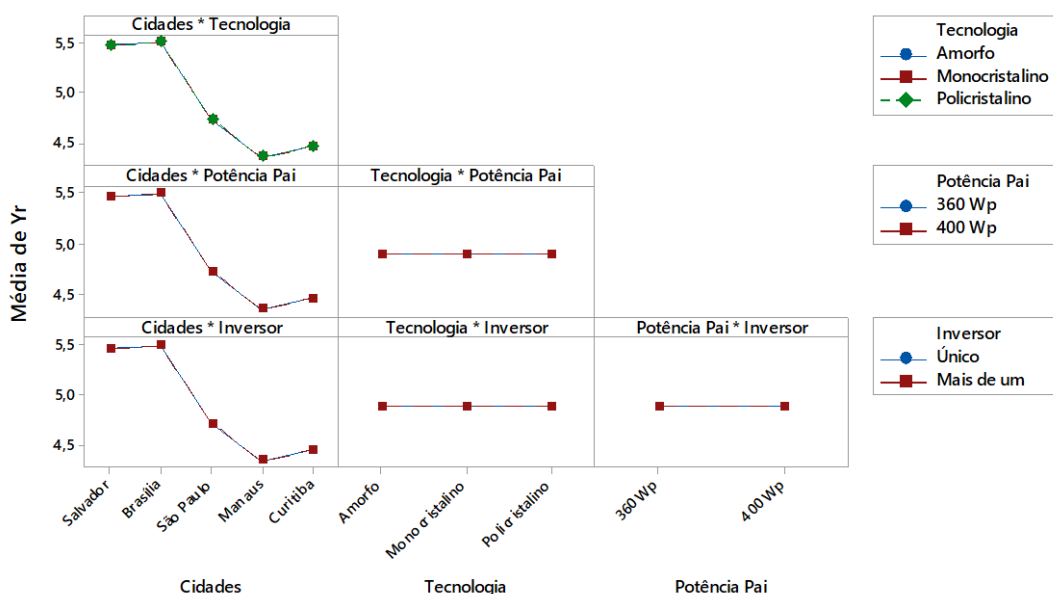 Cidades * Tecnologia
Tecnologia
Amorfo
Monocristalino
Policristalino
5,5
5,0
4,5
Cidades * Potência Pai
Tecnologia * Potência Pai
Potência Pai
360 Wp
400 Wp
5,5
5,0
4,5
Média de Yr
Cidades * Inversor
Tecnologia * Inversor
Potência Pai * Inversor
Inversor
Único
Mais de um
5,5
5,0
4,5
Salvador
Brasília
São Paulo
Manaus
Curitiba
Amorfo
Monocristalino
Policristalino
360 Wp
400 Wp
Cidades
Tecnologia
Potência Pai